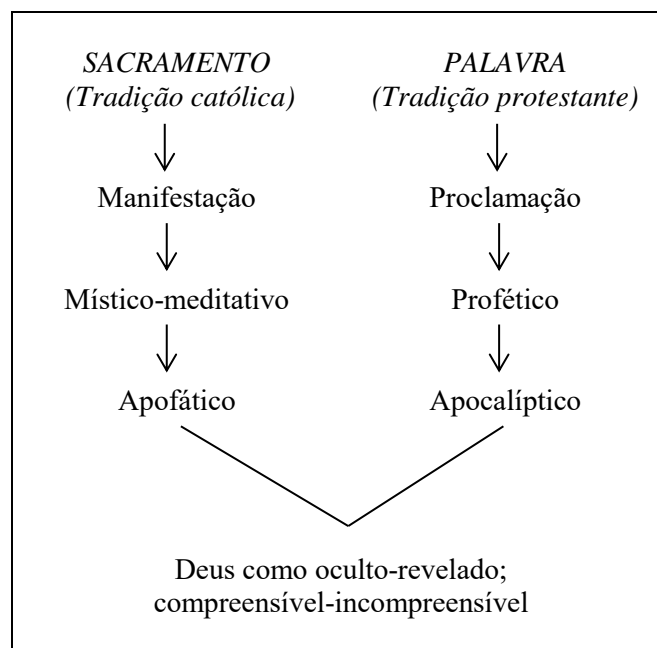 SACRAMENTO
(Tradição católica)
PALAVRA
(Tradição protestante)
Manifestação
Proclamação
Místico-meditativo
Profético
Apofático
Apocalíptico
Deus como oculto-revelado;
compreensível-incompreensível